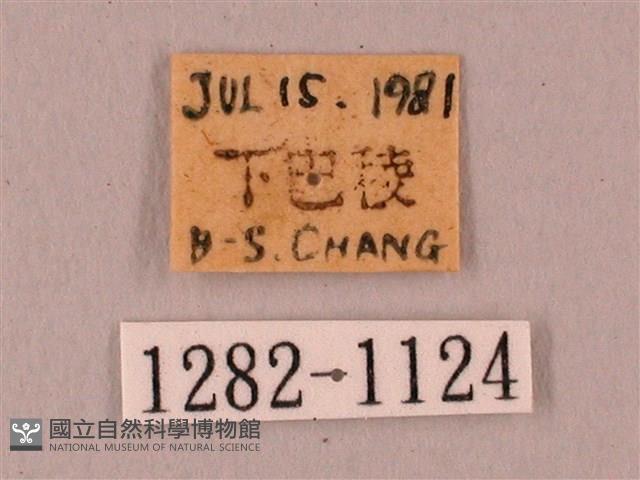 JUL 15. 1981
下巴稜
B-S. CHANG
1282-1124
國立自然科學博物館
NATIONAL MUSEUM OF NATURAL SCIENCE